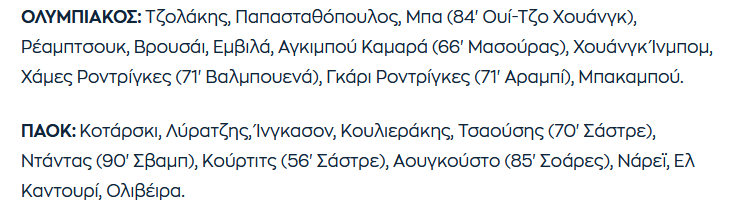 ΟΛΥΜΠΙΑΚΟΣ: Τζολάκης, Παπασταθόπουλος, Μπα (84' Ουί-Τζο Χουάνγκ),
Ρέαμπτσουκ, Βρουσάι, Εμβιλά, Αγκιμπού Καμαρά (66' Μασούρας), Χουάνγκ Ίνμπομ,
Χάμες Ροντρίγκες (71' Βαλμπουενά), Γκάρι Ροντρίγκες (71' Αραμπί), Μπακαμπού.
ΠΑΟΚ: Κοτάρσκι, Λύρατζης, Ίνγκασον, Κουλιεράκης, Τσαούσης (70' Σάστρε),
Ντάντας (90' Σβαμπ), Κούρτιτς (56' Σάστρε), Αουγκούστο (85' Σοάρες), Νάρεϊ, Ελ
Καντουρί, Ολιβέιρα.